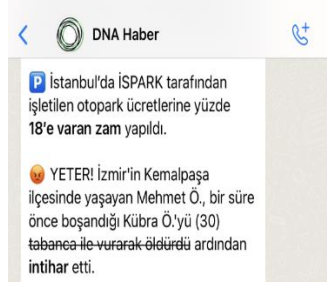 DNA Haber
🅿️ İstanbul'da İSPARK tarafından
işletilen otopark ücretlerine yüzde
18'e varan zam yapıldı.
😡 YETER! İzmir'in Kemalpaşa
ilçesinde yaşayan Mehmet Ö., bir süre
önce boşandığı Kübra Ö.'yü (30)
tabanca ile vurarak öldürdü ardından
intihar etti.